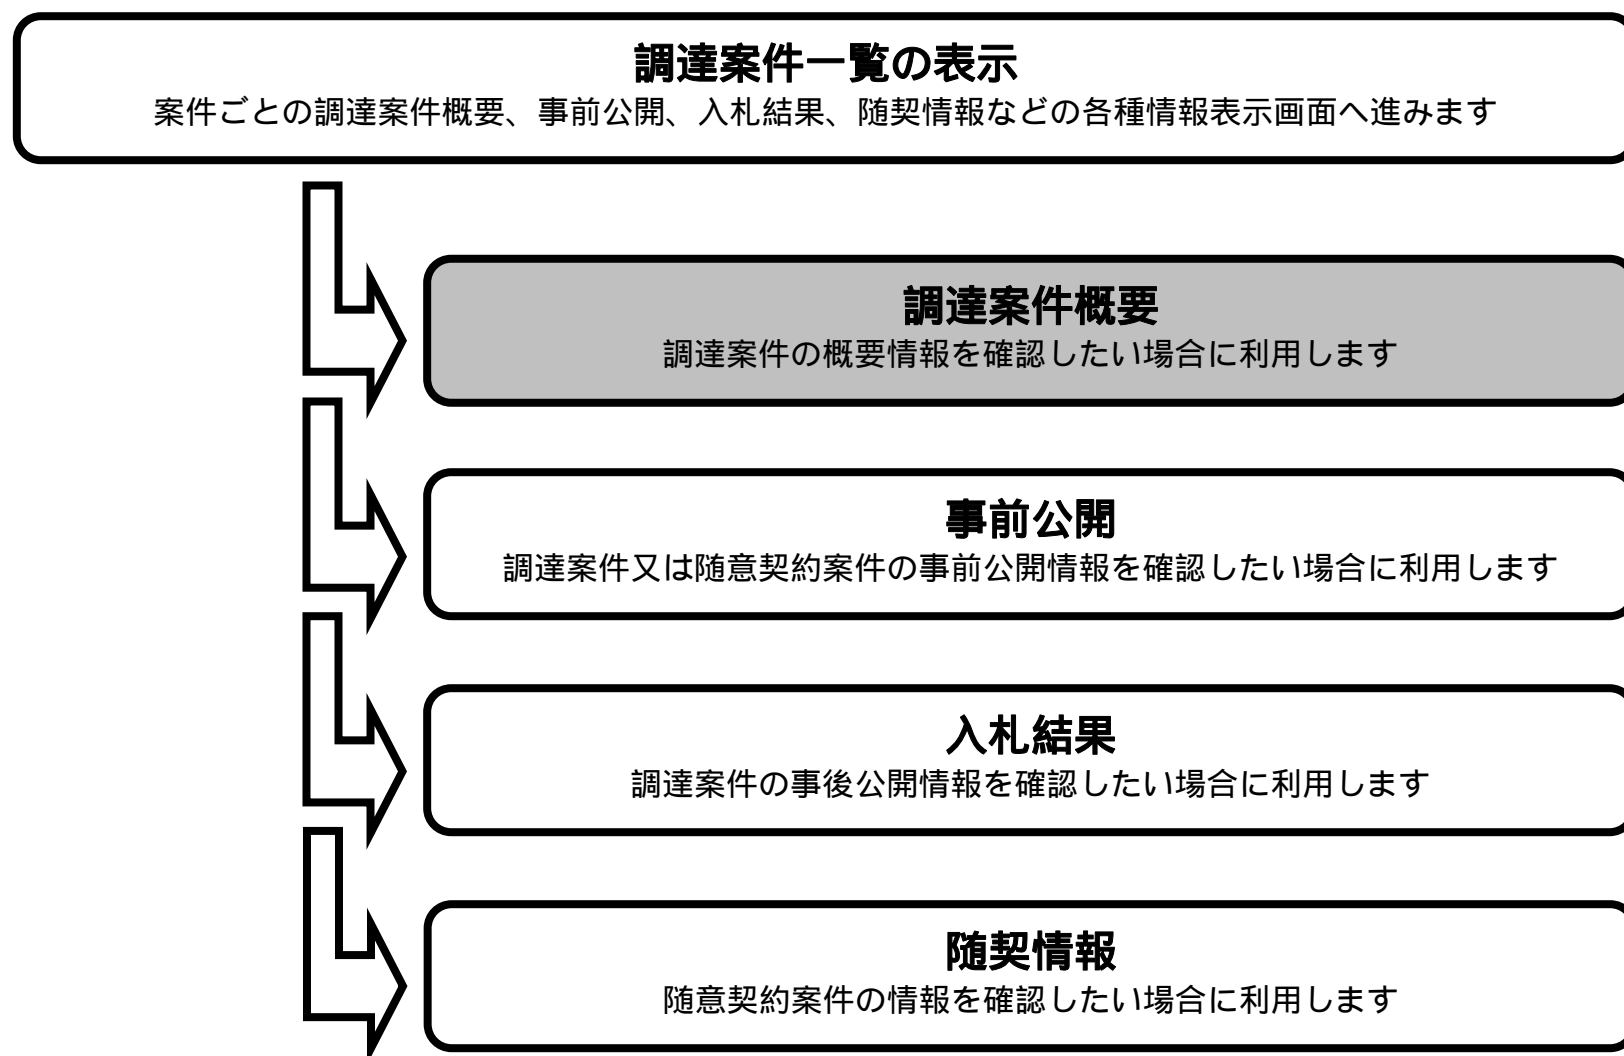 調達案件一覧の表示
案件ごとの調達案件概要、事前公開、入札結果、随契情報などの各種情報表示画面へ進みます
調達案件概要
調達案件の概要情報を確認したい場合に利用します
事前公開
調達案件又は随意契約案件の事前公開情報を確認したい場合に利用します
入札結果
調達案件の事後公開情報を確認したい場合に利用します
随契情報
随意契約案件の情報を確認したい場合に利用します